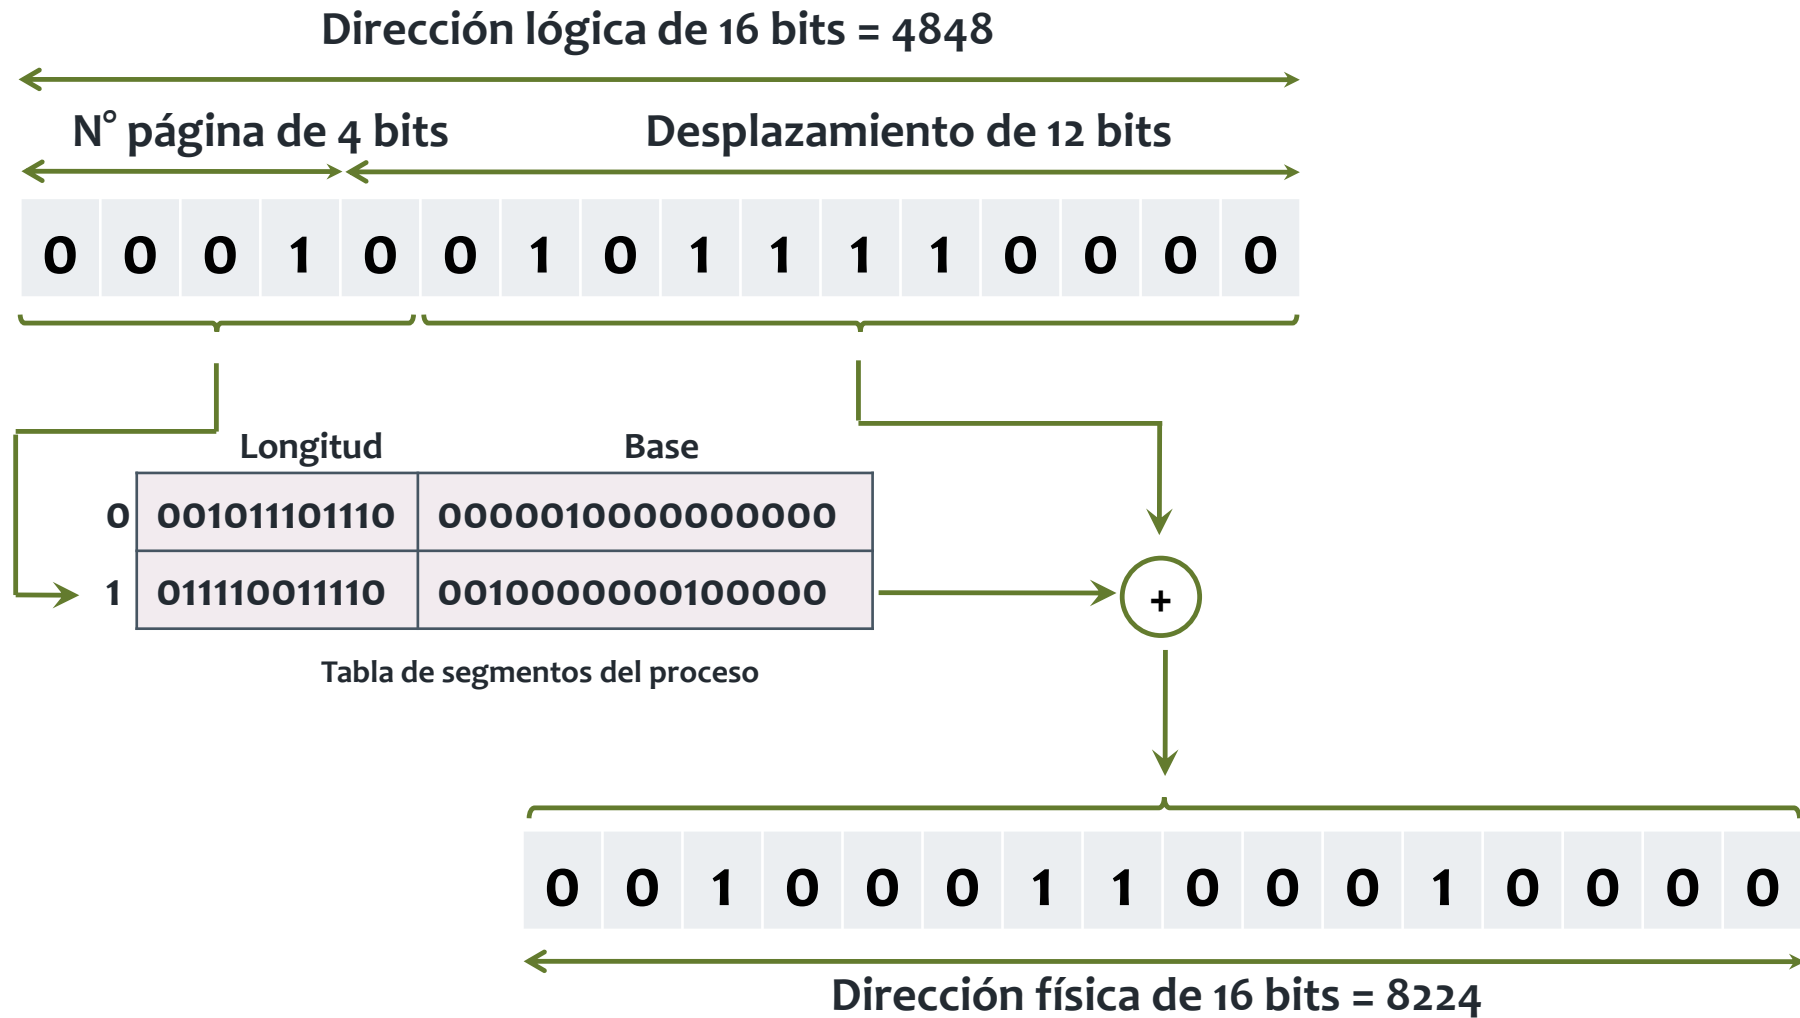 Dirección lógica de 16 bits = 4848
N° página de 4 bits Desplazamiento de 12 bits
0 0 0 1 0 0 1 0 1 1 1 1 0 0 0 0
Longitud Base
0 001011101110 0000010000000000
1 011110011110 0010000000100000
+
Tabla de segmentos del proceso
0 0 1 0 0 0 1 1 0 0 0 1 0 0 0 0
Dirección física de 16 bits = 8224